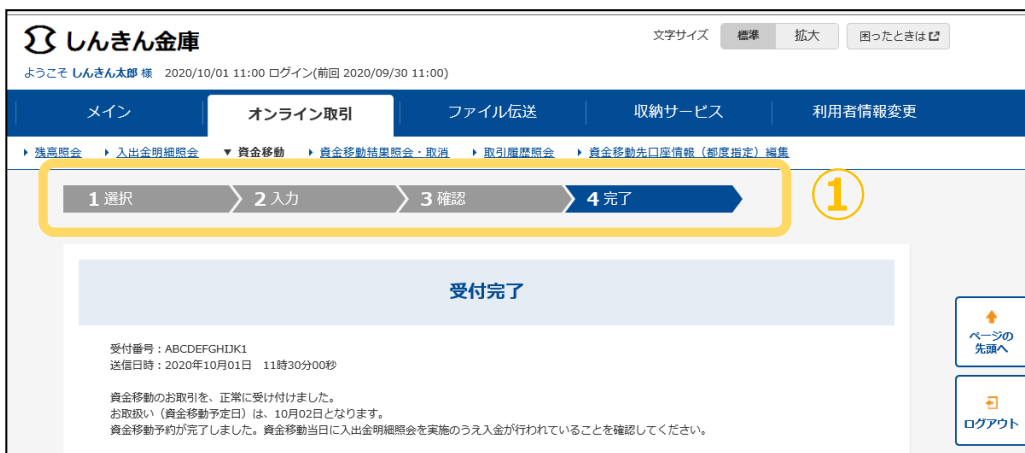 しんきん金庫
文字サイズ 標準 拡大 困ったときは
ようこそ しんきん太郎 様 2020/10/01 11:00 ログイン(前回 2020/09/30 11:00)
メイン オンライン取引 ファイル伝送 収納サービス 利用者情報変更
残高照会 入出金明細照会 資金移動 資金移動結果照会・取消 取引履歴照会 資金移動先口座情報（都度指定）編集
1 選択 2 入力 3 確認 4 完了 ①
受付完了
受付番号：ABCDEFGHIJK1
送信日時：2020年10月01日 11時30分00秒
資金移動のお取引を、正常に受け付けました。
お取扱い（資金移動予定日）は、10月02日となります。
資金移動予約が完了しました。資金移動当日に入出金明細照会を実施のうえ入金が行われていることを確認してください。
ページの
先頭へ
ログアウト